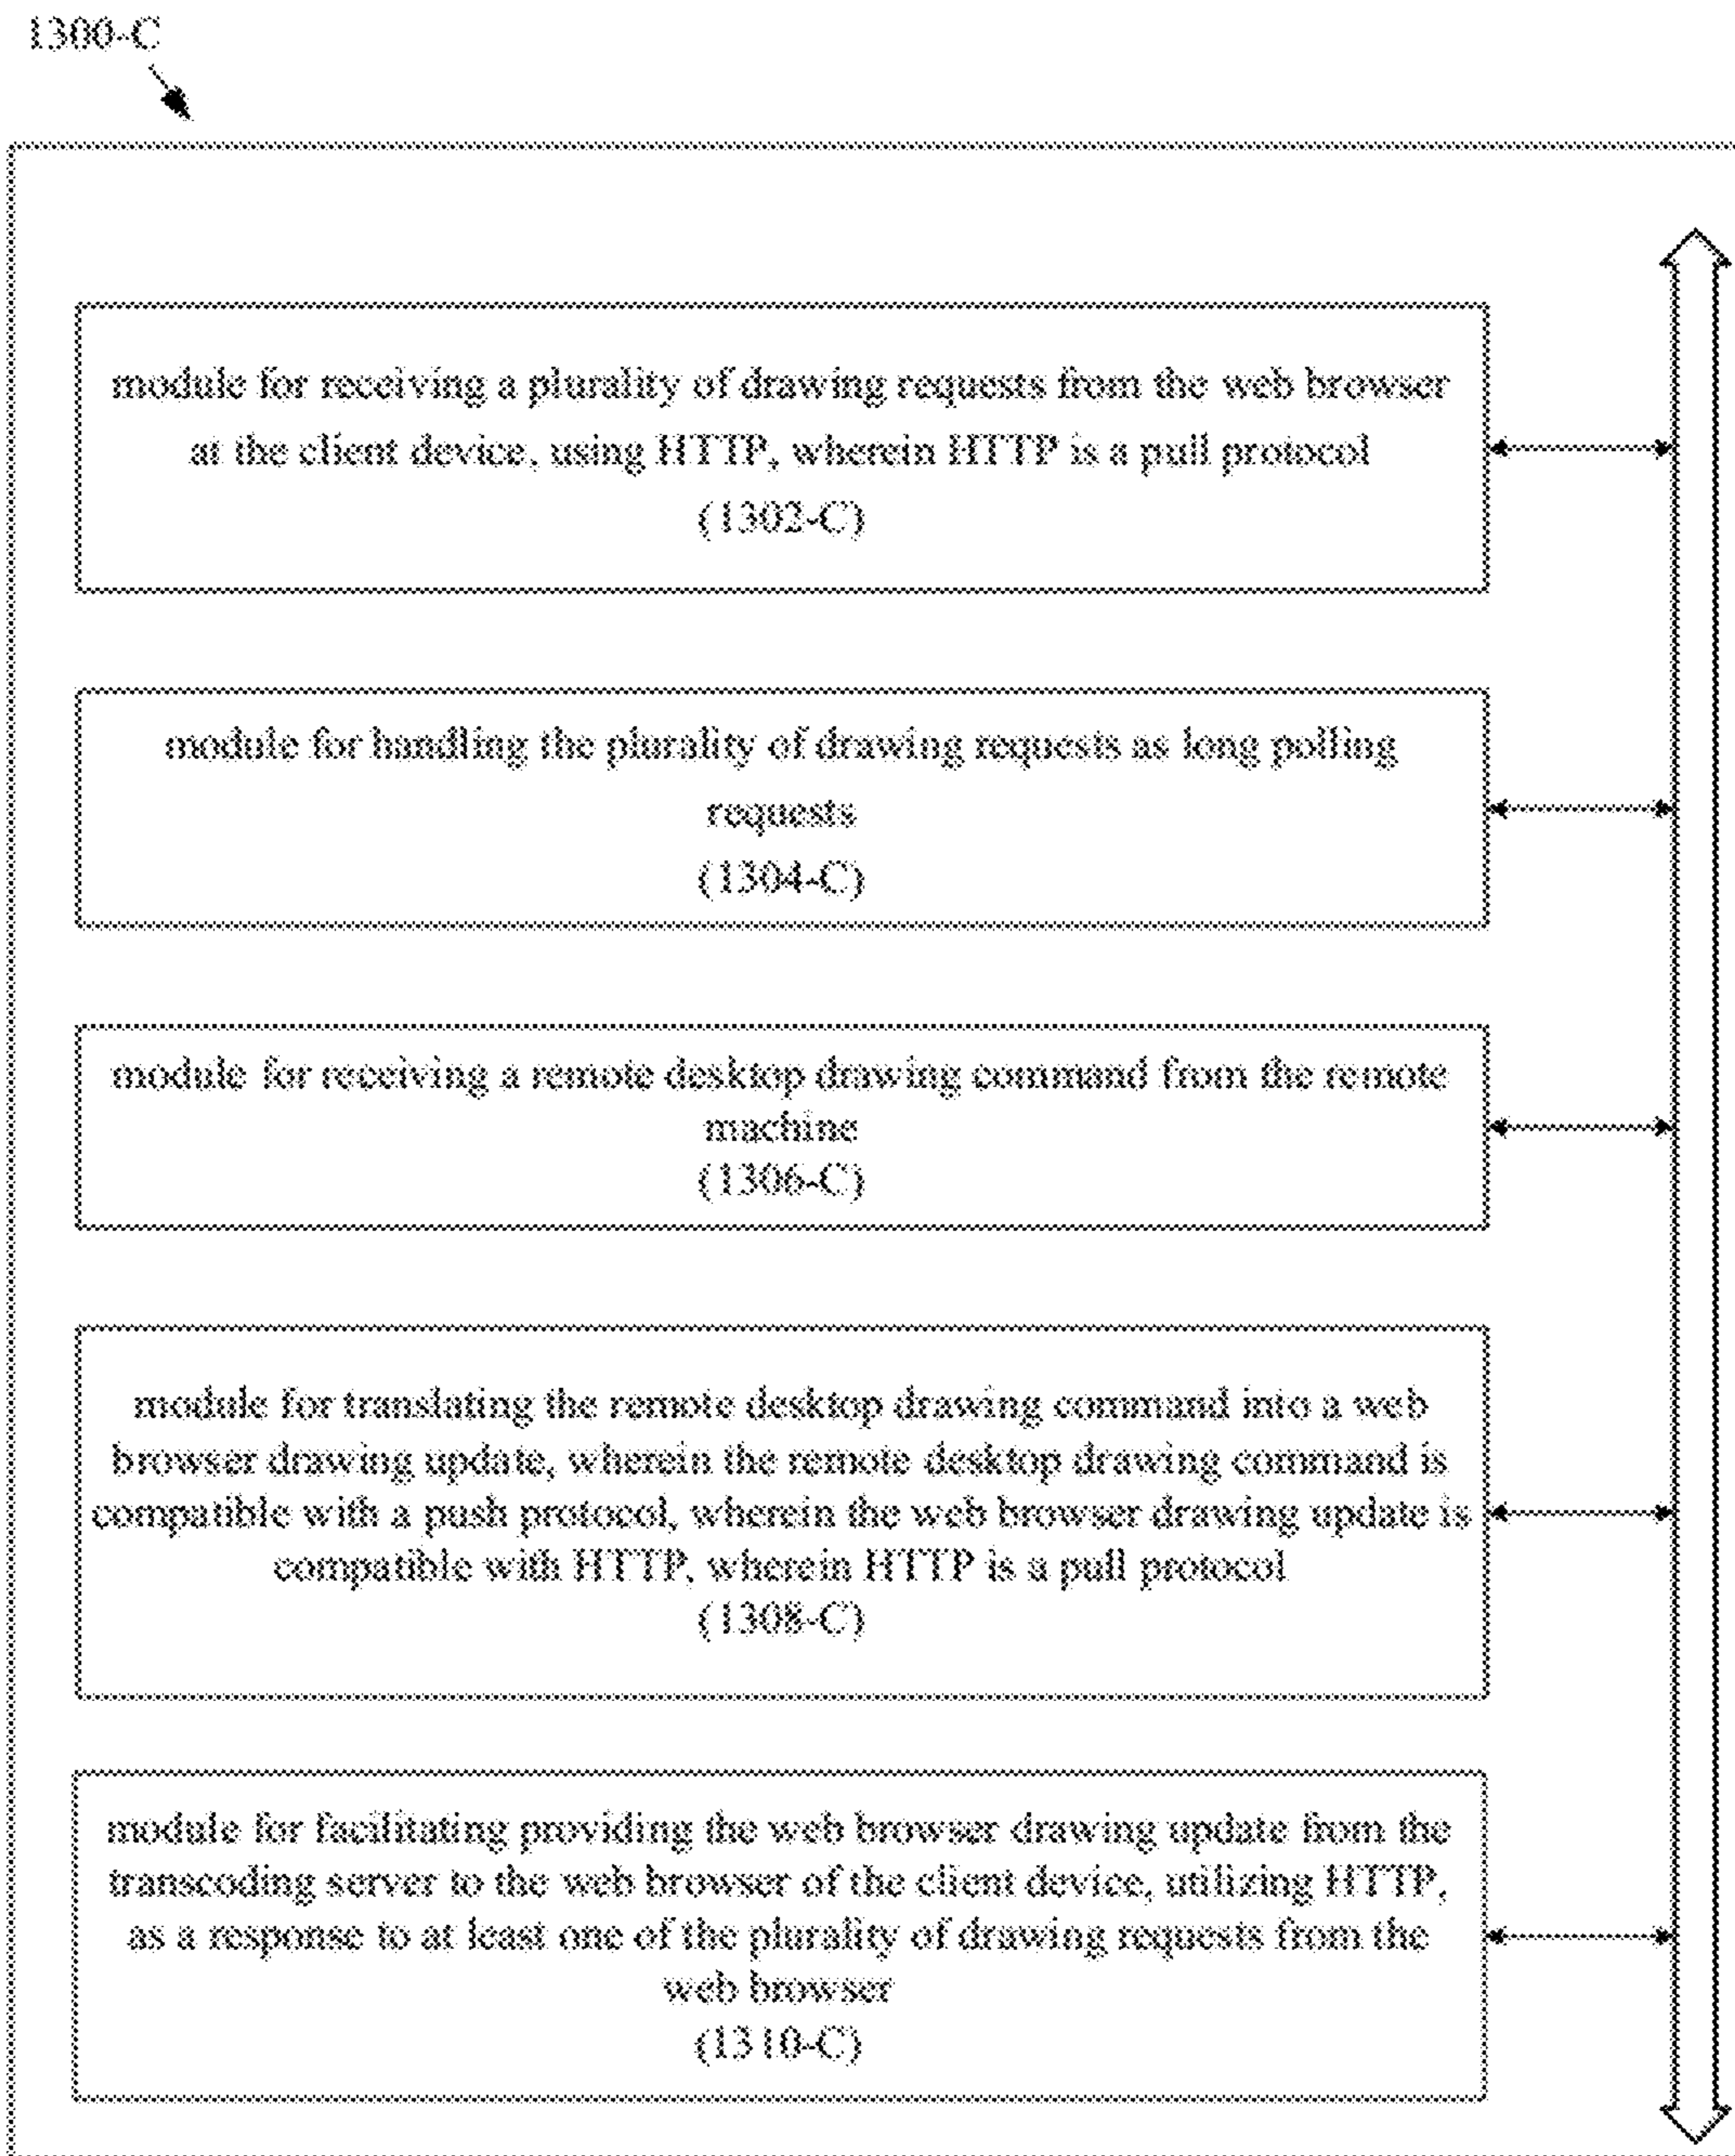 1300-C
module for receiving a plurality of drawing requests from the web browser
at the client device, using HTTP, wherein HTTP is a pull protocol
(1302-C)
module for handling the plurality of drawing requests as long polling
requests
(1304-C)
module for receiving a remote desktop drawing command from the remote
machine
(1306-C)
module for translating the remote desktop drawing command into a web
browser drawing update, wherein the remote desktop drawing command is
compatible with a push protocol, wherein the web browser drawing update is
compatible with HTTP, wherein HTTP is a pull protocol
(1308-C)
module for facilitating providing the web browser drawing update from the
transcoding server to the web browser of the client device, utilizing HTTP,
as a response to at least one of the plurality of drawing requests from the
web browser
(1310-C)